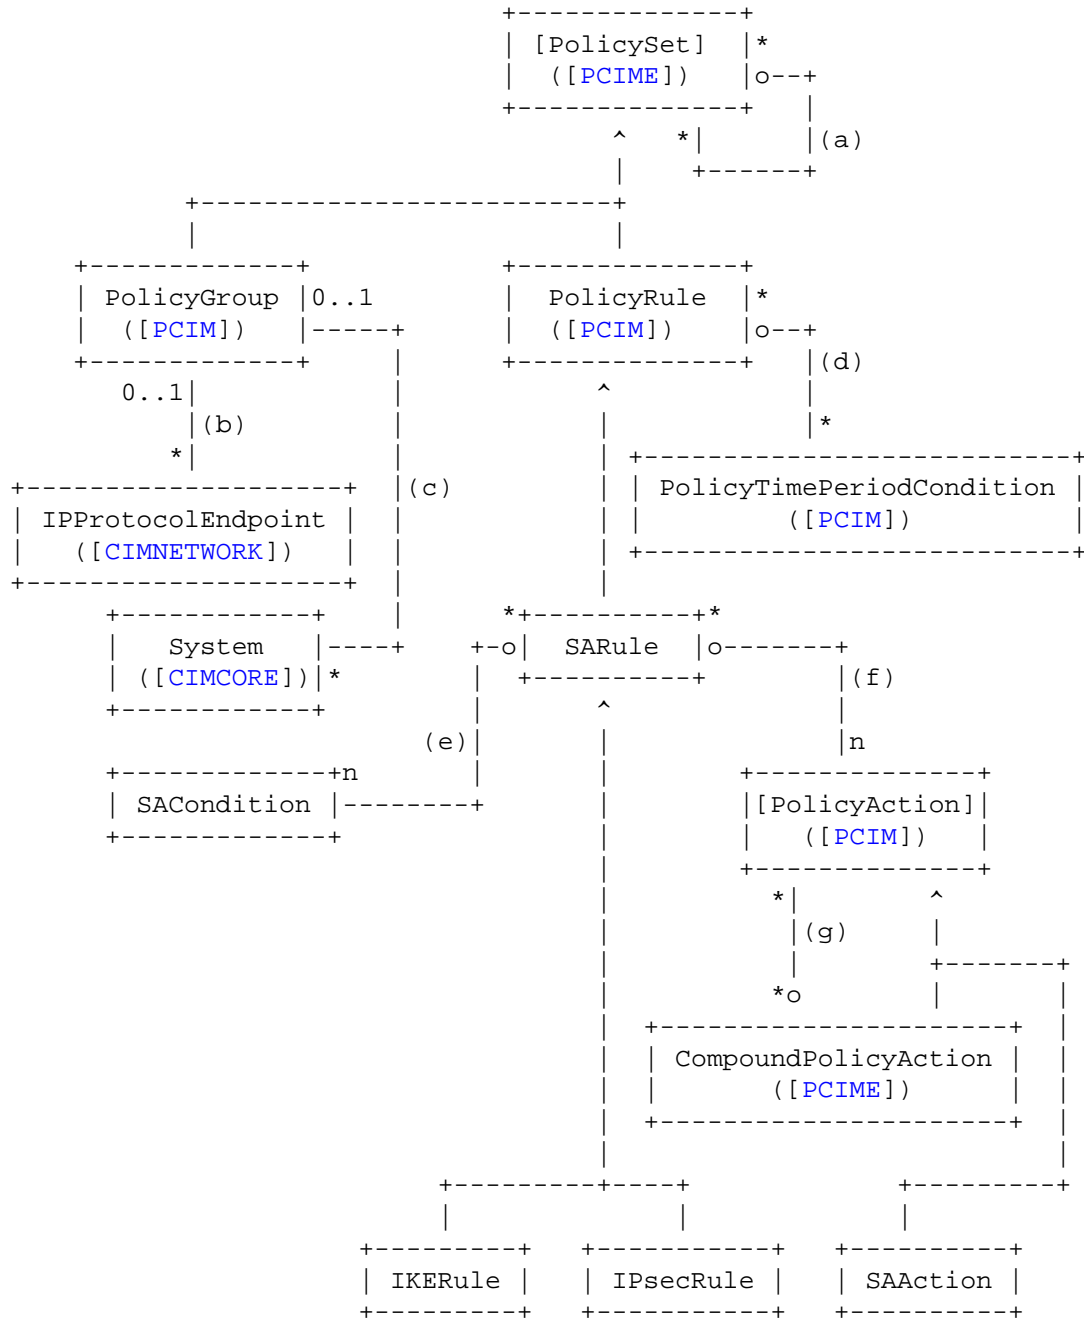 [PolicySet] *
([PCIME]) o
* (a)
PolicyGroup 0..1 PolicyRule *
([PCIM]) ([PCIM]) o
(d)
0..1
(b) *
*
(c) PolicyTimePeriodCondition
IPProtocolEndpoint ([PCIM])
([CIMNETWORK])
* *
System o SARule o
([CIMCORE]) * (f)
(e) n
n
SACondition [PolicyAction]
([PCIM])
*
(g)
*o
CompoundPolicyAction
([PCIME])
IKERule IPsecRule SAAction